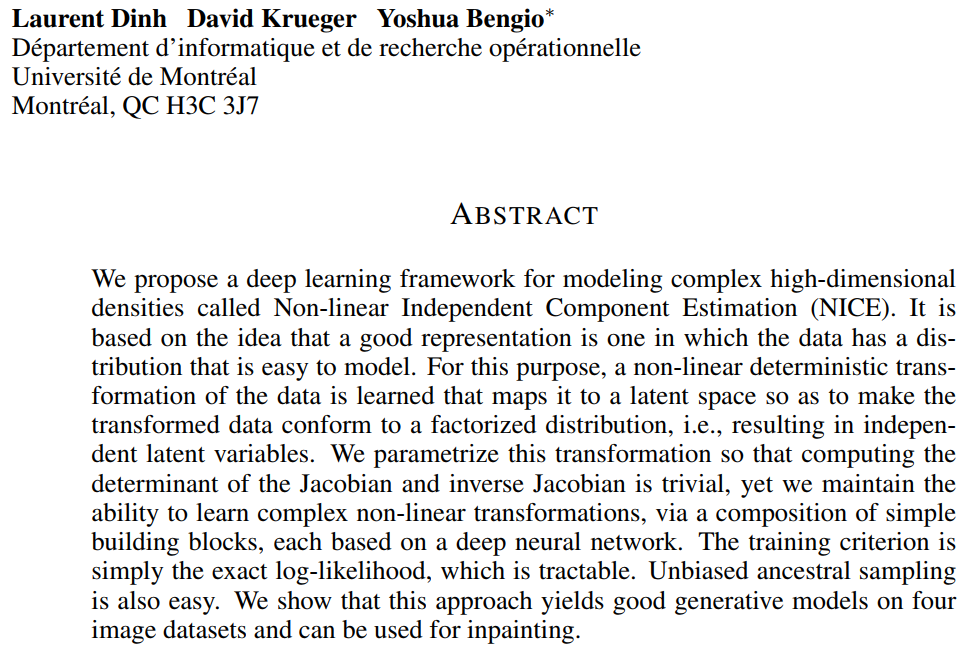 Laurent Dinh David Krueger Yoshua Bengio*
Département d'informatique et de recherche opérationnelle
Université de Montréal
Montréal, QC H3C 3J7
ABSTRACT
We propose a deep learning framework for modeling complex high-dimensional
densities called Non-linear Independent Component Estimation (NICE). It is
based on the idea that a good representation is one in which the data has a dis-
tribution that is easy to model. For this purpose, a non-linear deterministic trans-
formation of the data is learned that maps it to a latent space so as to make the
transformed data conform to a factorized distribution, i.e., resulting in indepen-
dent latent variables. We parametrize this transformation so that computing the
determinant of the Jacobian and inverse Jacobian is trivial, yet we maintain the
ability to learn complex non-linear transformations, via a composition of simple
building blocks, each based on a deep neural network. The training criterion is
simply the exact log-likelihood, which is tractable. Unbiased ancestral sampling
is also easy. We show that this approach yields good generative models on four
image datasets and can be used for inpainting.